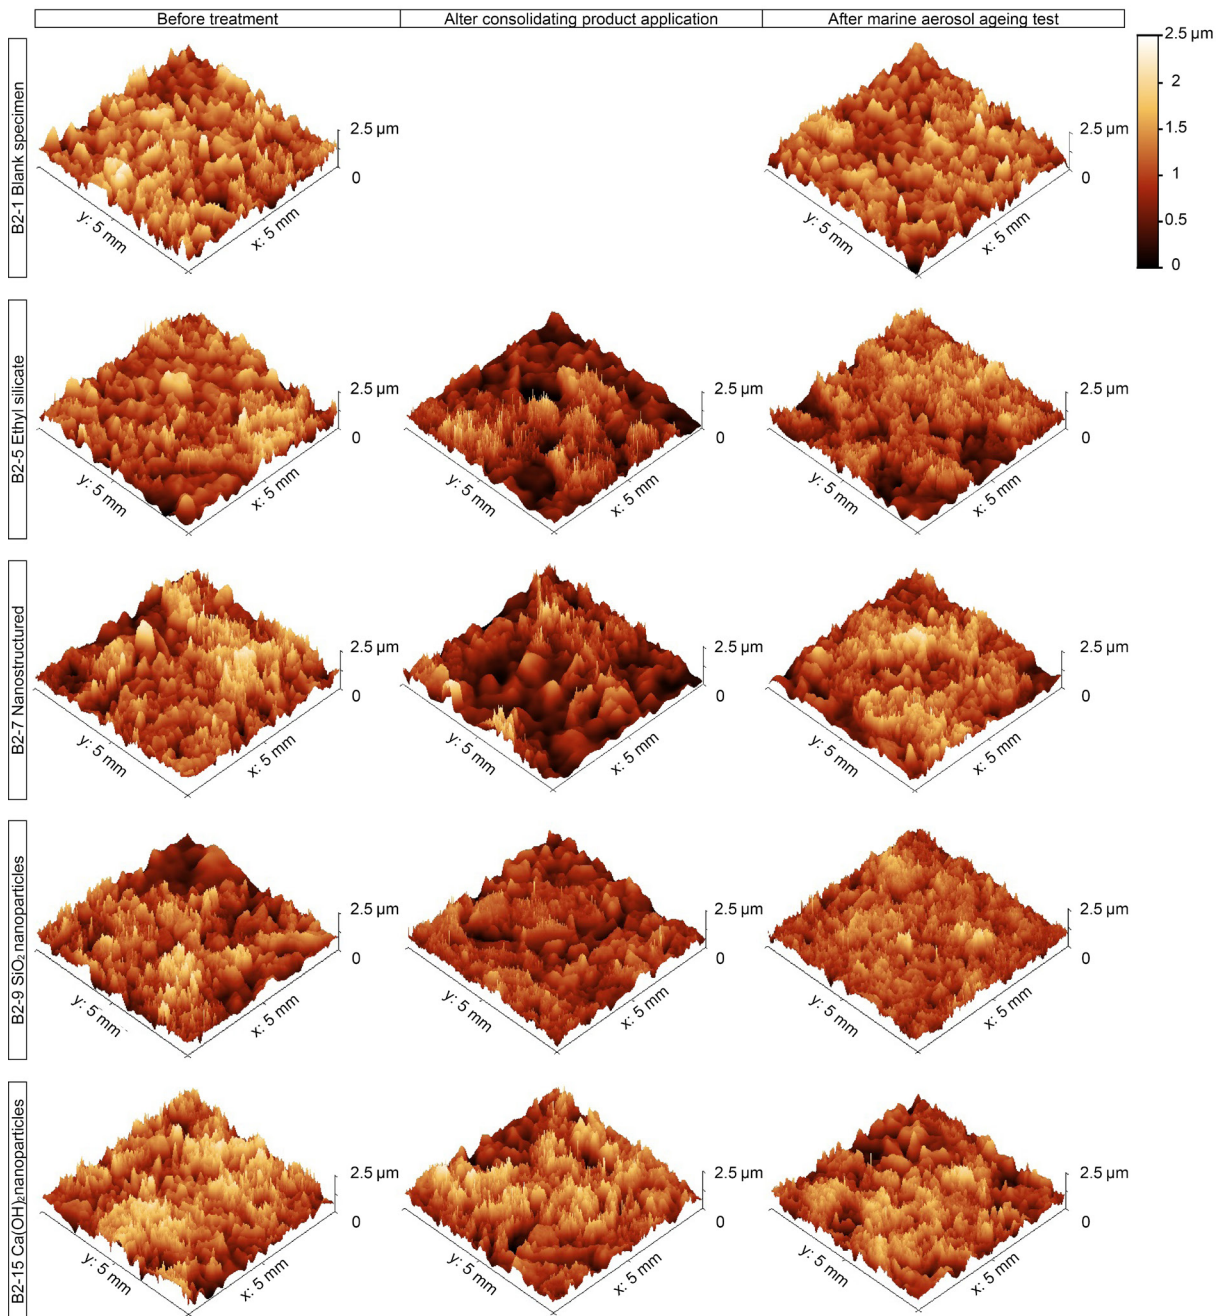 Before treatment
Alter consolidating product application
After marine aerosol ageing test
2.5 µm
2
1.5
1
0.5
0
B2-1 Blank specimen
2.5 µm
0
y: 5 mm
x: 5 mm
2.5 µm
0
y: 5 mm
x: 5 mm
B2-5 Ethyl silicate
2.5 µm
0
y: 5 mm
x: 5 mm
2.5 µm
0
y: 5 mm
x: 5 mm
2.5 µm
0
y: 5 mm
x: 5 mm
B2-7 Nanostructured
2.5 µm
0
y: 5 mm
x: 5 mm
2.5 µm
0
y: 5 mm
x: 5 mm
2.5 µm
0
y: 5 mm
x: 5 mm
B2-9 SiO₂ nanoparticles
2.5 µm
0
y: 5 mm
x: 5 mm
2.5 µm
0
y: 5 mm
x: 5 mm
2.5 µm
0
y: 5 mm
x: 5 mm
B2-15 Ca(OH)₂nanoparticles
2.5 µm
0
y: 5 mm
x: 5 mm
2.5 µm
0
y: 5 mm
x: 5 mm
2.5 µm
0
y: 5 mm
x: 5 mm